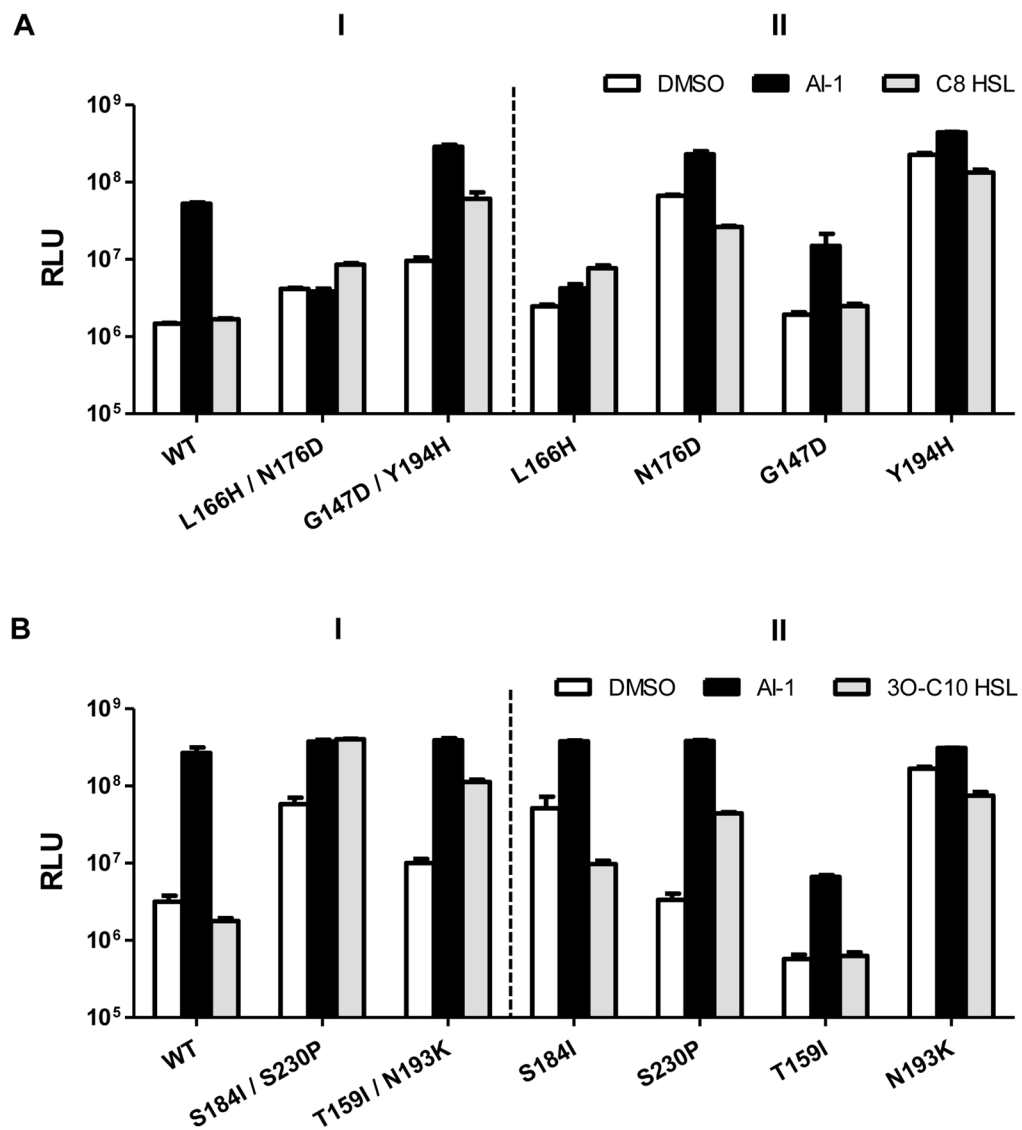 A
I
II
DMSO AI-1 C8 HSL
10⁹
10⁸
10⁷
10⁶
10⁵
RLU
WT
L166H / N176D
G147D / Y194H
L166H
N176D
G147D
Y194H
B
I
II
DMSO AI-1 3O-C10 HSL
10⁹
10⁸
10⁷
10⁶
10⁵
RLU
WT
S184I / S230P
T159I / N193K
S184I
S230P
T159I
N193K